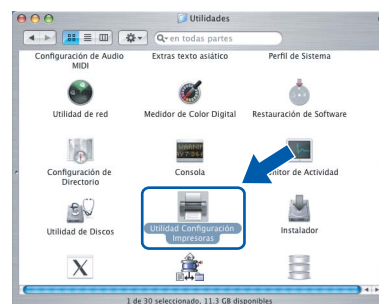 Utilidades
en todas partes
Configuración de Audio MIDI
Extras texto asiático
Perfil de Sistema
Utilidad de red
Medidor de Color Digital
Restauración de Software
Configuración de Directorio
Consola
Monitor de Actividad
Utilidad de Discos
Utilidad Configuración Impresoras
Instalador
1 de 30 seleccionado, 11.3 GB disponibles